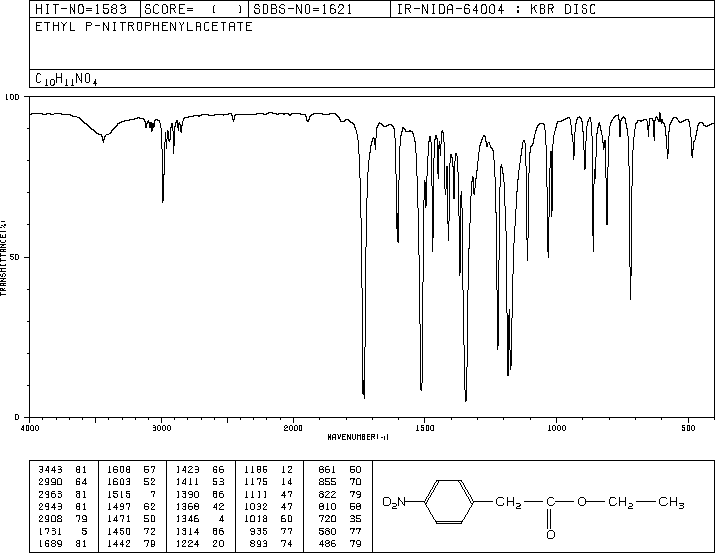 HIT-NO=1583 SCORE= ( ) SDBS-NO=1621 IR-NIDA-64004 : KBR DISC
ETHYL P-NITROPHENYLACETATE
C10H11NO4
100
50
0
TRANSMITTANCE(%)
4000 3000 2000 1500 1000 500
WAVENUMBER(-1)
3443 81 1608 57 1423 66 1186 12 861 50
2990 64 1603 52 1411 53 1175 14 855 70
2963 81 1515 7 1390 86 1111 47 822 79
2943 81 1497 62 1368 42 1032 47 810 58
2908 79 1471 50 1346 4 1018 60 720 35
1731 5 1450 72 1314 86 935 77 580 77
1689 81 1442 79 1224 20 893 74 486 79
O2N CH2 C O CH2 CH3
O